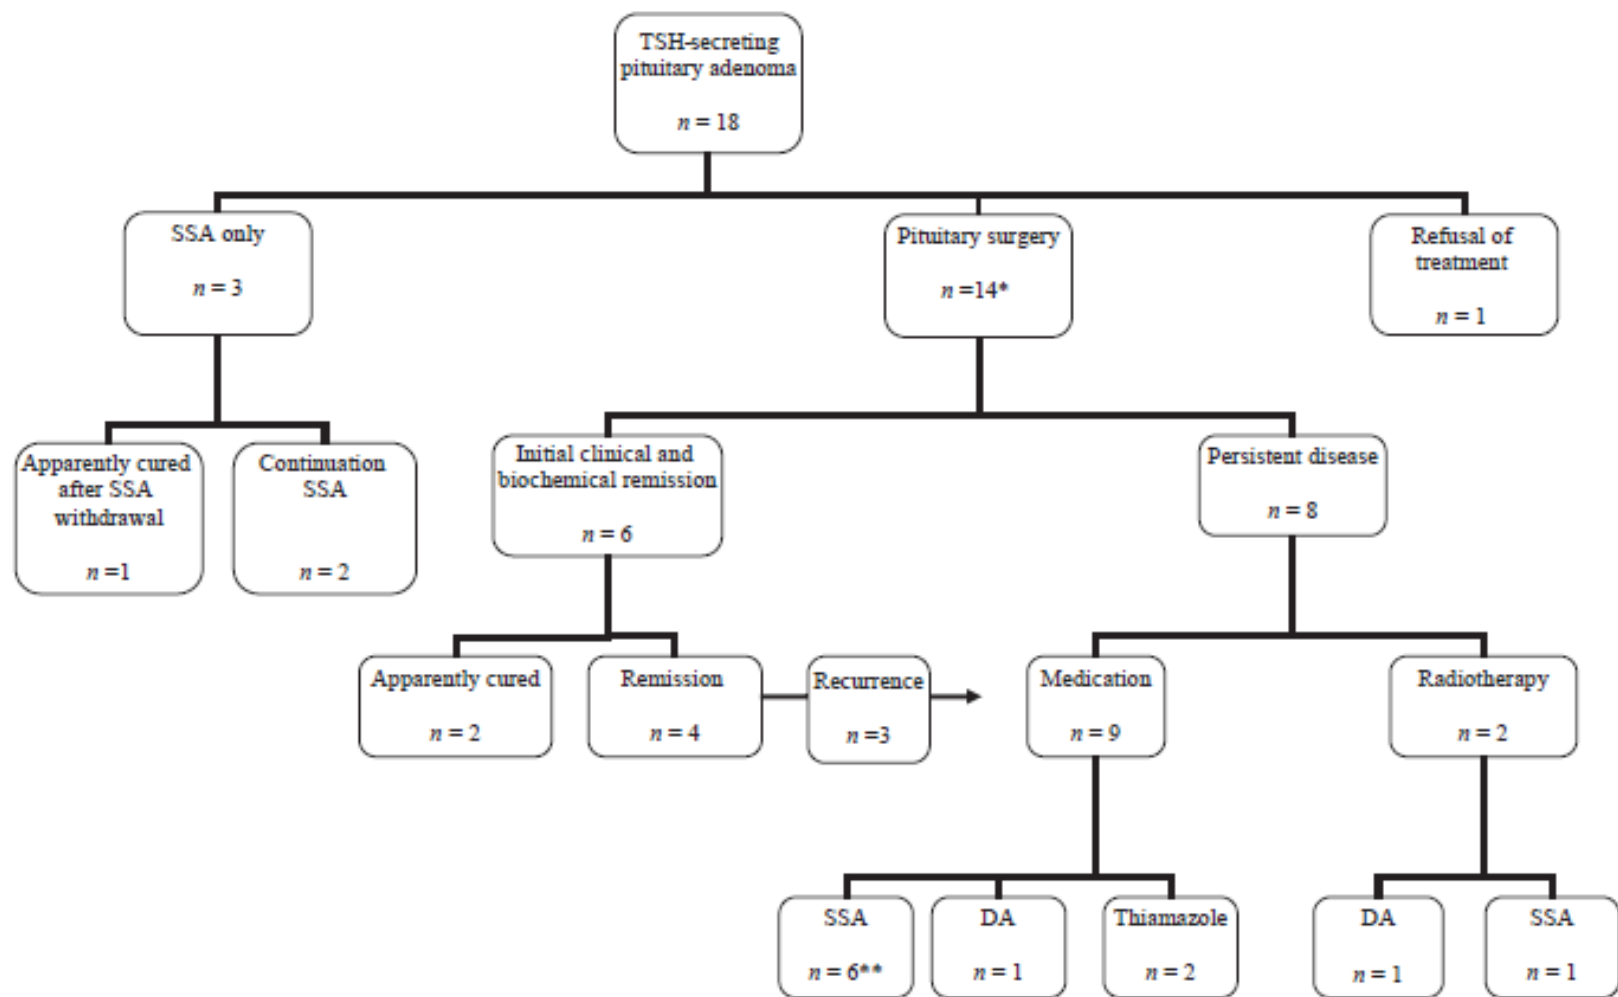 TSH-secreting
pituitary adenoma
n = 18
SSA only
n = 3
Pituitary surgery
n =14*
Refusal of
treatment
n = 1
Apparently cured
after SSA
withdrawal
n =1
Continuation
SSA
n = 2
Initial clinical and
biochemical remission
n = 6
Persistent disease
n = 8
Apparently cured
n = 2
Remission
n = 4
Recurrence
n =3
Medication
n = 9
Radiotherapy
n = 2
SSA
n = 6**
DA
n = 1
Thiamazole
n = 2
DA
n = 1
SSA
n = 1